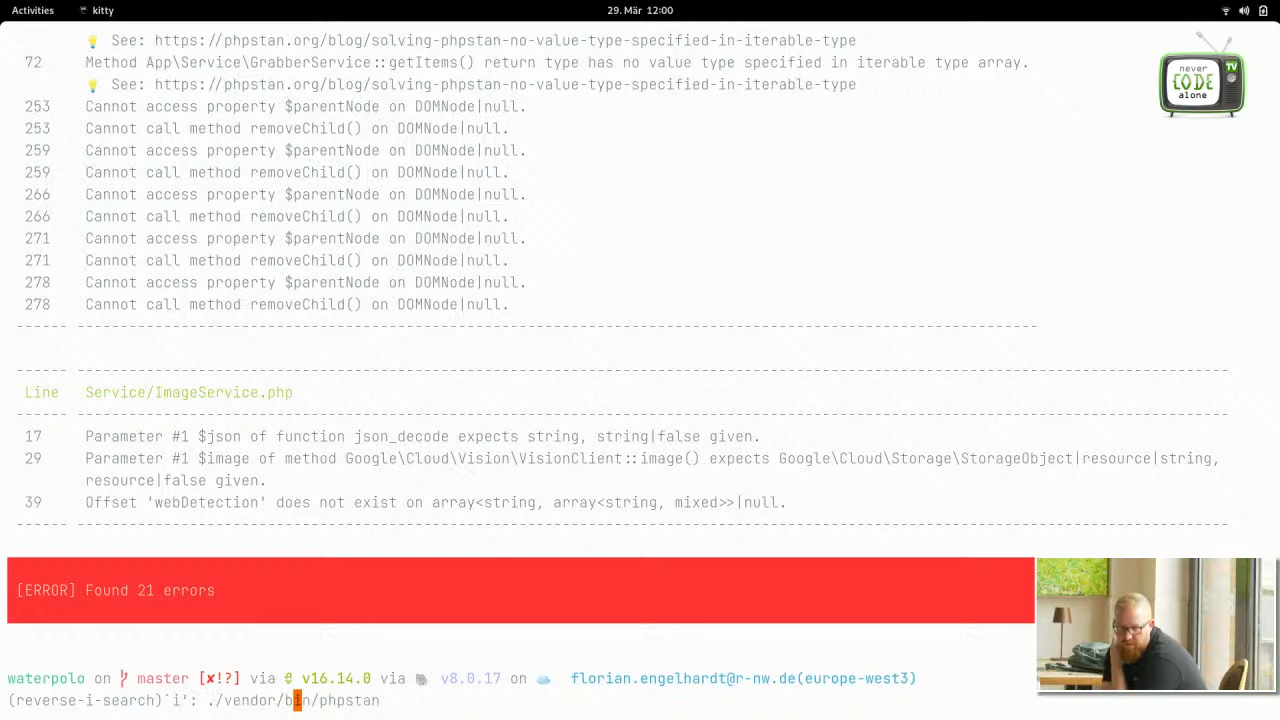 Activities kitty 29. Mär 12:00
💡 See: https://phpstan.org/blog/solving-phpstan-no-value-type-specified-in-iterable-type
72 Method App\Service\GrabberService::getItems() return type has no value type specified in iterable type array.
💡 See: https://phpstan.org/blog/solving-phpstan-no-value-type-specified-in-iterable-type
253 Cannot access property $parentNode on DOMNode|null.
253 Cannot call method removeChild() on DOMNode|null.
259 Cannot access property $parentNode on DOMNode|null.
259 Cannot call method removeChild() on DOMNode|null.
266 Cannot access property $parentNode on DOMNode|null.
266 Cannot call method removeChild() on DOMNode|null.
271 Cannot access property $parentNode on DOMNode|null.
271 Cannot call method removeChild() on DOMNode|null.
278 Cannot access property $parentNode on DOMNode|null.
278 Cannot call method removeChild() on DOMNode|null.
Line Service/ImageService.php
17 Parameter #1 $json of function json_decode expects string, string|false given.
29 Parameter #1 $image of method Google\Cloud\Vision\VisionClient::image() expects Google\Cloud\Storage\StorageObject|resource|string,
resource|false given.
39 Offset 'webDetection' does not exist on array<string, array<string, mixed>>|null.
[ERROR] Found 21 errors
waterpolo on master [✘!?] via v16.14.0 via 🐘 v8.0.17 on ☁️ florian.engelhardt@r-nw.de(europe-west3)
(reverse-i-search)`i': ./vendor/bin/phpstan
never
CODE
alone
TV